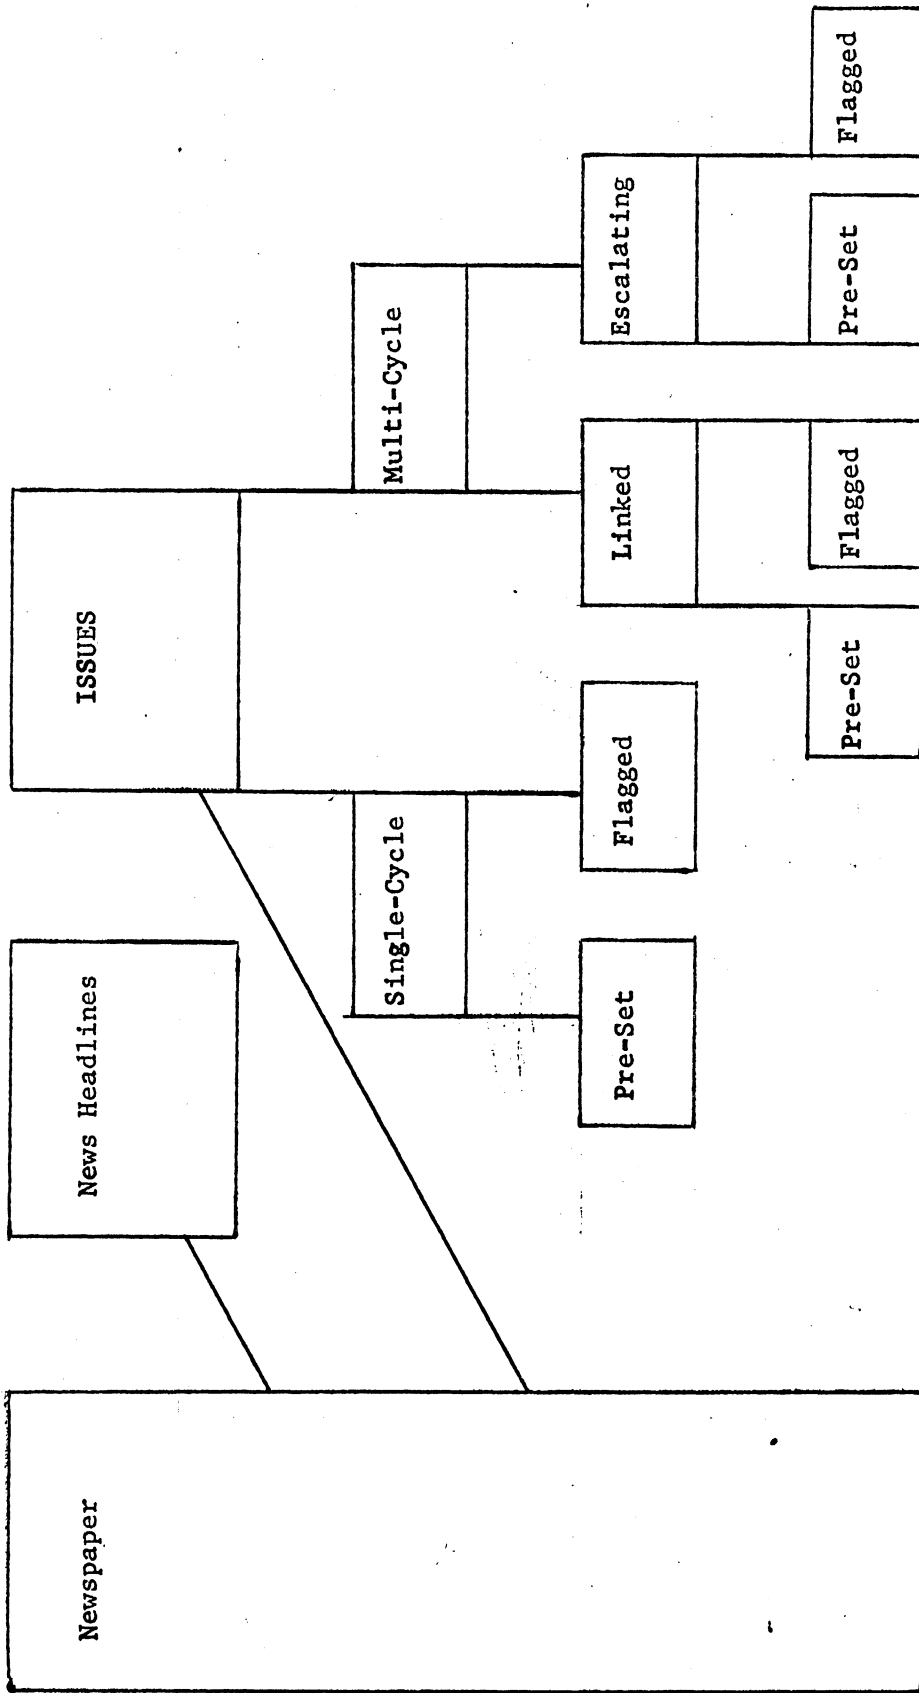 Newspaper
News Headlines
ISSUES
Single-Cycle
Multi-Cycle
Pre-Set
Flagged
Linked
Escalating
Pre-Set
Flagged
Pre-Set
Flagged